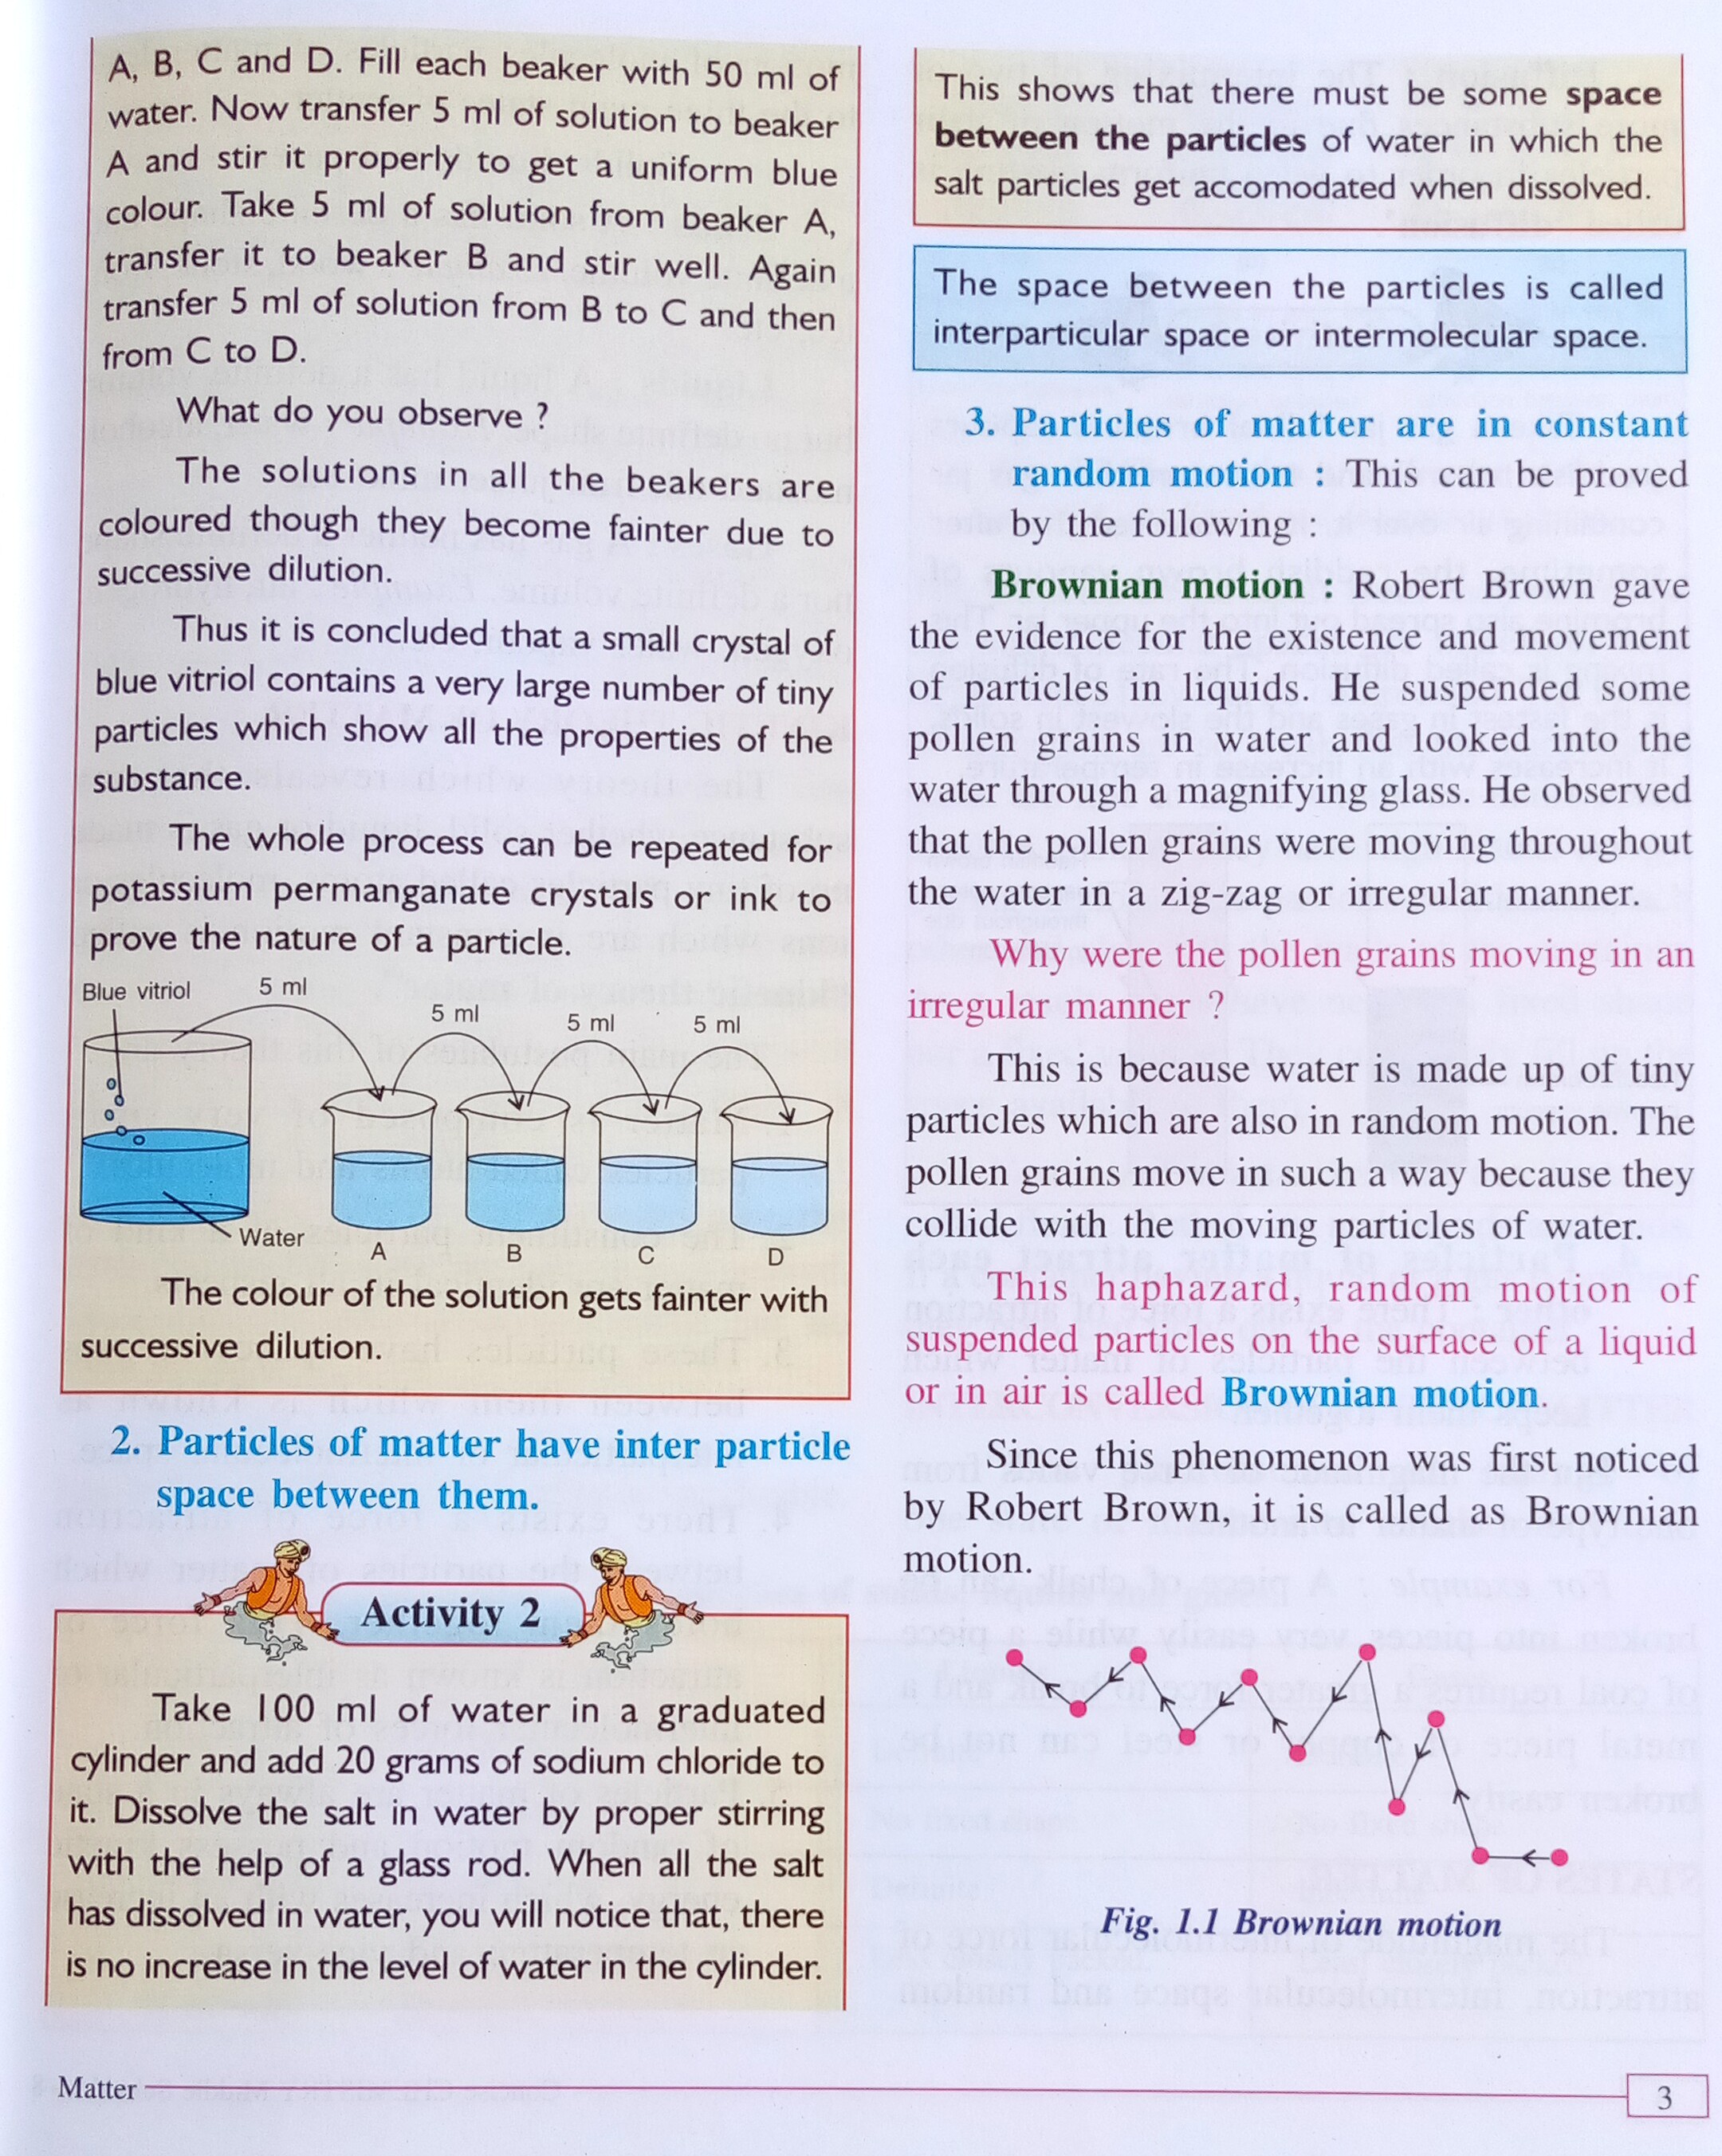 A, B, C and D. Fill each beaker with 50 ml of
water. Now transfer 5 ml of solution to beaker
A and stir it properly to get a uniform blue
colour. Take 5 ml of solution from beaker A,
transfer it to beaker B and stir well. Again
transfer 5 ml of solution from B to C and then
from C to D.
What do you observe ?
The solutions in all the beakers are
coloured though they become fainter due to
successive dilution.
Thus it is concluded that a small crystal of
blue vitriol contains a very large number of tiny
particles which show all the properties of the
substance.
The whole process can be repeated for
potassium permanganate crystals or ink to
prove the nature of a particle.
Blue vitriol
5 ml
5 ml
5 ml
5 ml
Water
A
B
C
D
The colour of the solution gets fainter with
successive dilution.
2. Particles of matter have inter particle
space between them.
Activity 2
Take 100 ml of water in a graduated
cylinder and add 20 grams of sodium chloride to
it. Dissolve the salt in water by proper stirring
with the help of a glass rod. When all the salt
has dissolved in water, you will notice that, there
is no increase in the level of water in the cylinder.
This shows that there must be some space
between the particles of water in which the
salt particles get accomodated when dissolved.
The space between the particles is called
interparticular space or intermolecular space.
3. Particles of matter are in constant
random motion : This can be proved
by the following :
Brownian motion : Robert Brown gave
the evidence for the existence and movement
of particles in liquids. He suspended some
pollen grains in water and looked into the
water through a magnifying glass. He observed
that the pollen grains were moving throughout
the water in a zig-zag or irregular manner.
Why were the pollen grains moving in an
irregular manner ?
This is because water is made up of tiny
particles which are also in random motion. The
pollen grains move in such a way because they
collide with the moving particles of water.
This haphazard, random motion of
suspended particles on the surface of a liquid
or in air is called Brownian motion.
Since this phenomenon was first noticed
by Robert Brown, it is called as Brownian
motion.
Fig. 1.1 Brownian motion
Matter
3